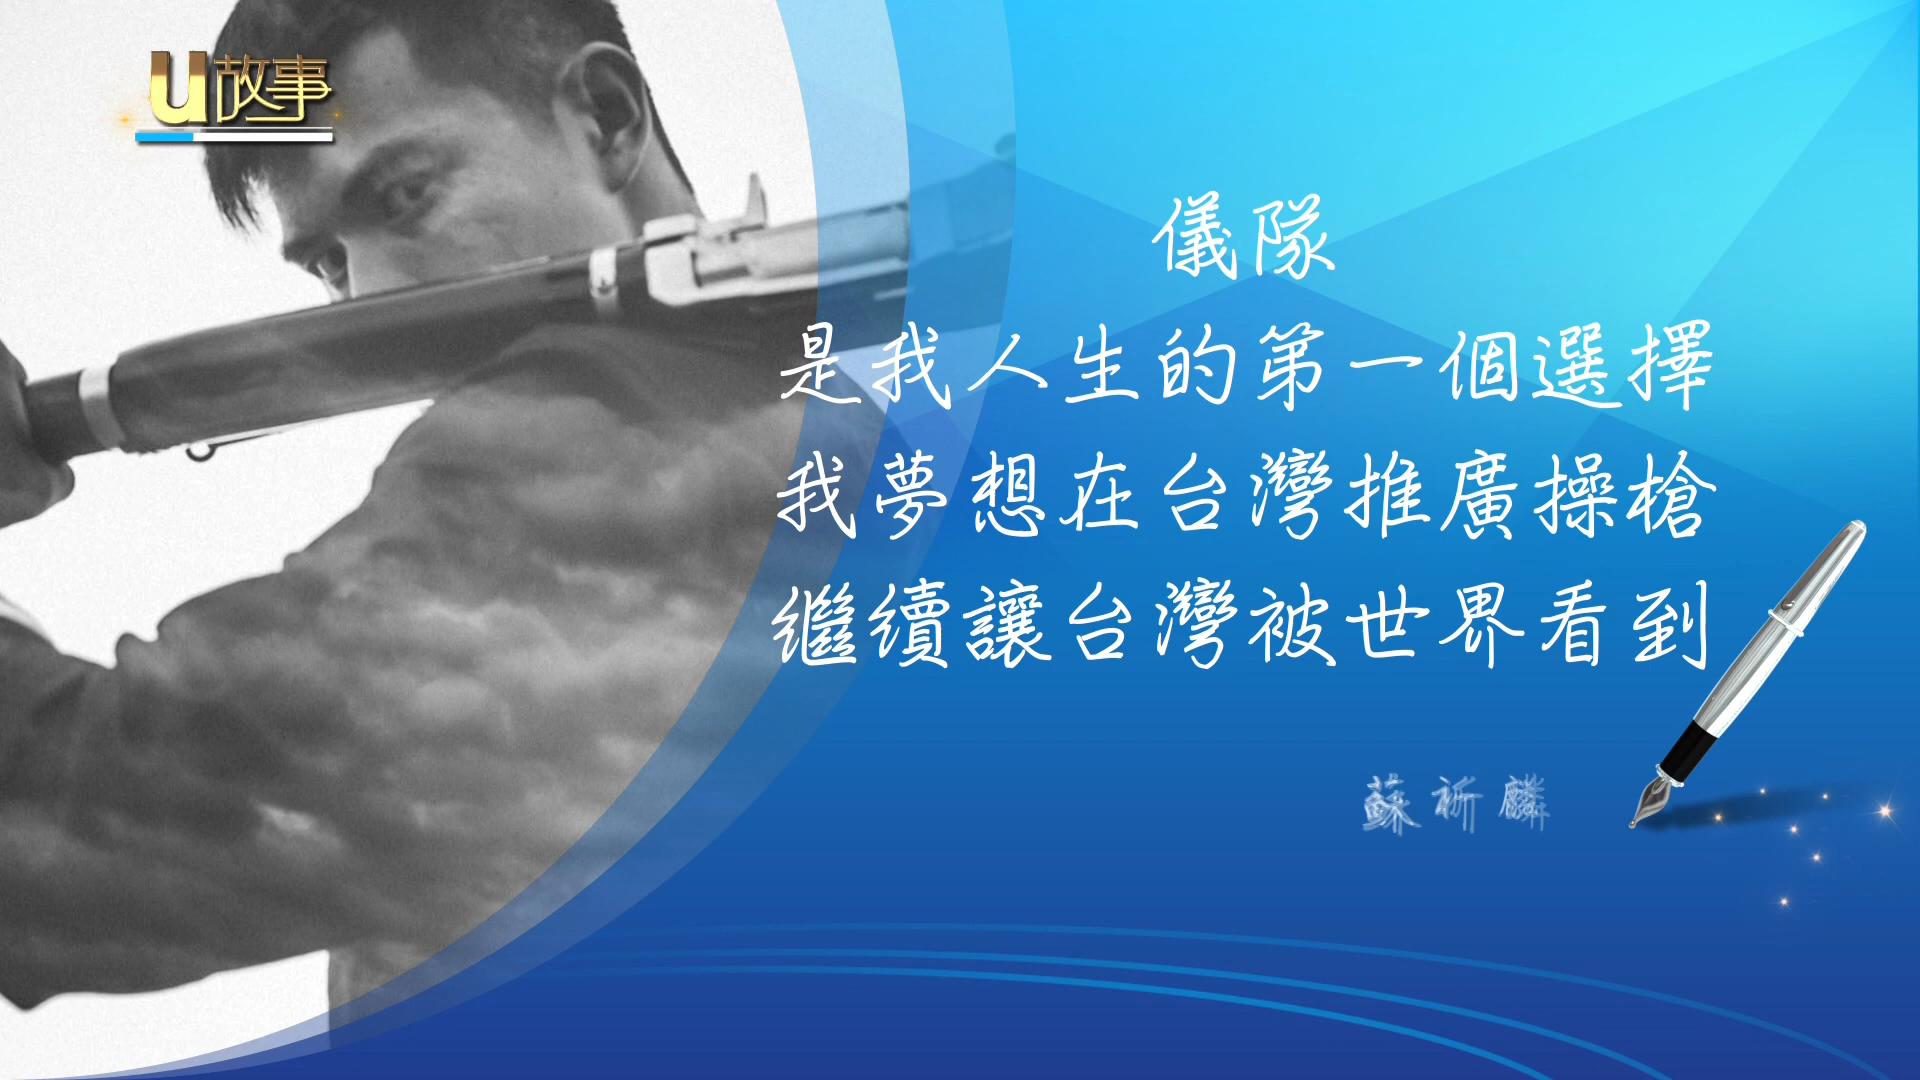 U故事
儀隊
是我人生的第一個選擇
我夢想在台灣推廣操槍
繼續讓台灣被世界看到
蘇祈麟